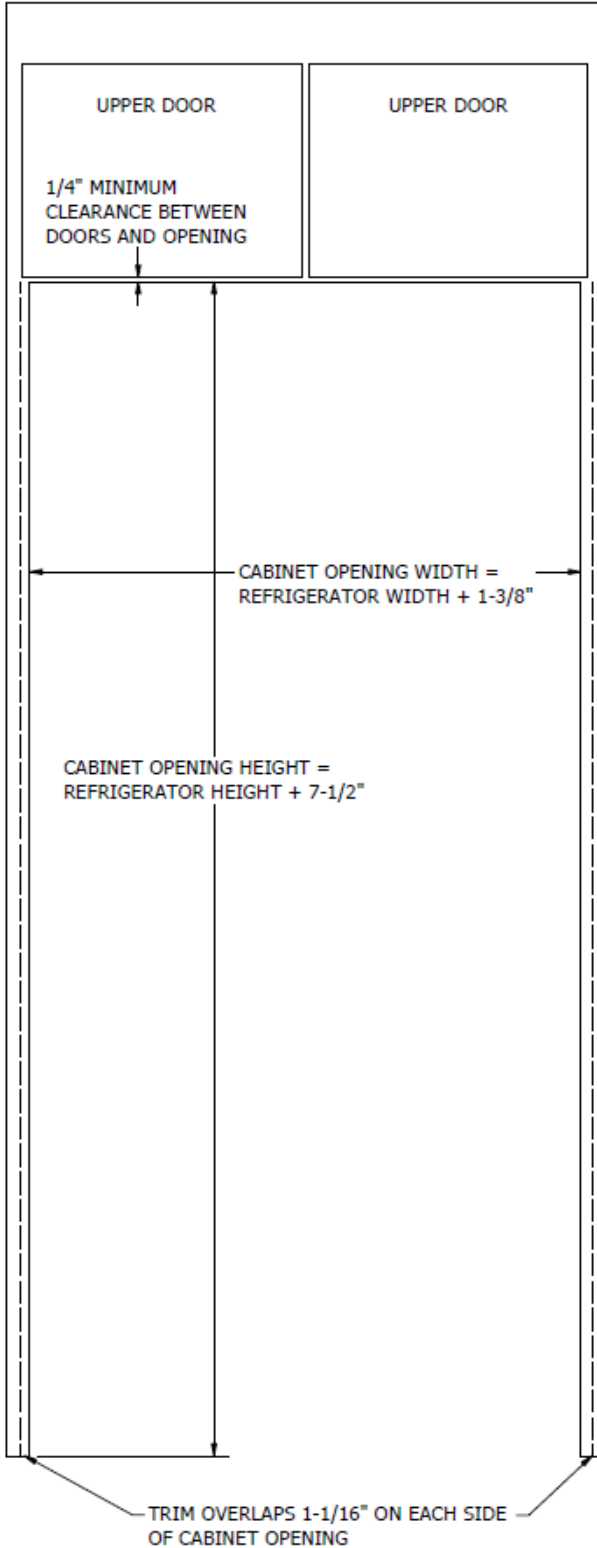 UPPER DOOR
UPPER DOOR
1/4" MINIMUM
CLEARANCE BETWEEN
DOORS AND OPENING
CABINET OPENING WIDTH =
REFRIGERATOR WIDTH + 1-3/8"
CABINET OPENING HEIGHT =
REFRIGERATOR HEIGHT + 7-1/2"
TRIM OVERLAPS 1-1/16" ON EACH SIDE
OF CABINET OPENING